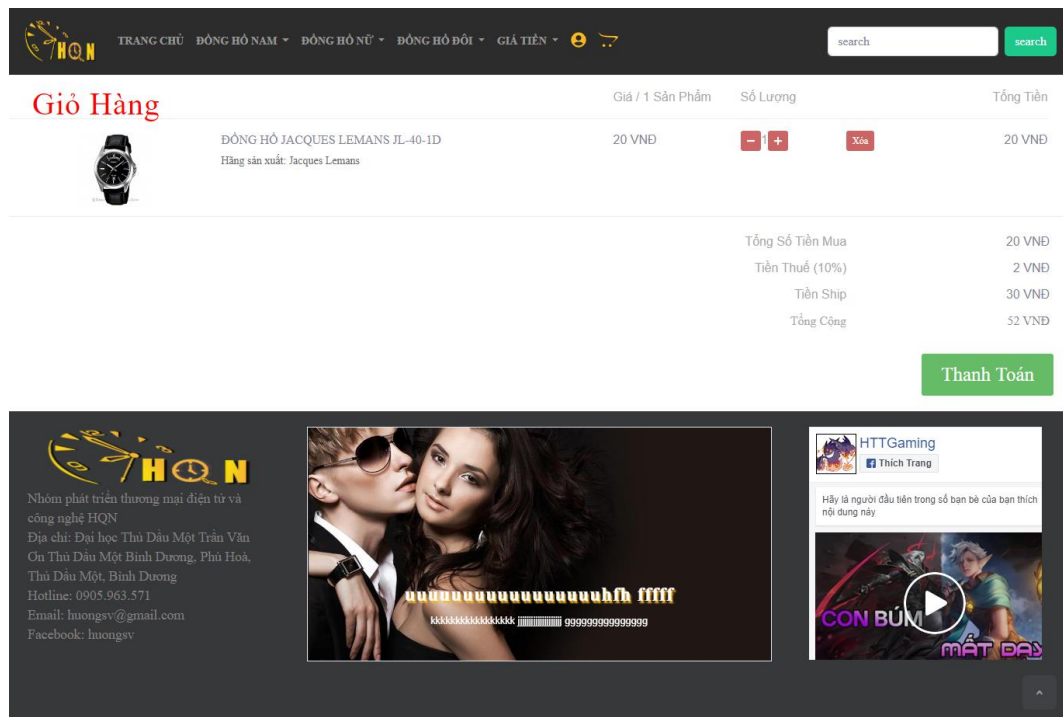 HQN
TRANG CHỦ ĐỒNG HỒ NAM ĐỒNG HỒ NỮ ĐỒNG HỒ ĐÔI GIÁ TIỀN search search
Giỏ Hàng Giá / 1 Sản Phẩm Số Lượng Tổng Tiền
ĐỒNG HỒ JACQUES LEMANS JL-40-1D 20 VNĐ − 1 + Xóa 20 VNĐ
Hãng sản xuất: Jacques Lemans
Tổng Số Tiền Mua 20 VNĐ
Tiền Thuế (10%) 2 VNĐ
Tiền Ship 30 VNĐ
Tổng Cộng 52 VNĐ
Thanh Toán
HQN
Nhóm phát triển thương mại điện tử và
công nghệ HQN
Địa chỉ: Đại học Thủ Dầu Một Trần Văn
Ơn Thủ Dầu Một Bình Dương, Phú Hoà,
Thủ Dầu Một, Bình Dương
Hotline: 0905.963.571
Email: huongsv@gmail.com
Facebook: huongsv
uuuuuuuuuuuuuuuuuhfh fffff
HTTGaming
Thích Trang
Hãy là người đầu tiên trong số bạn bè của bạn thích
nội dung này
CON BÚM
MẤT DẠY